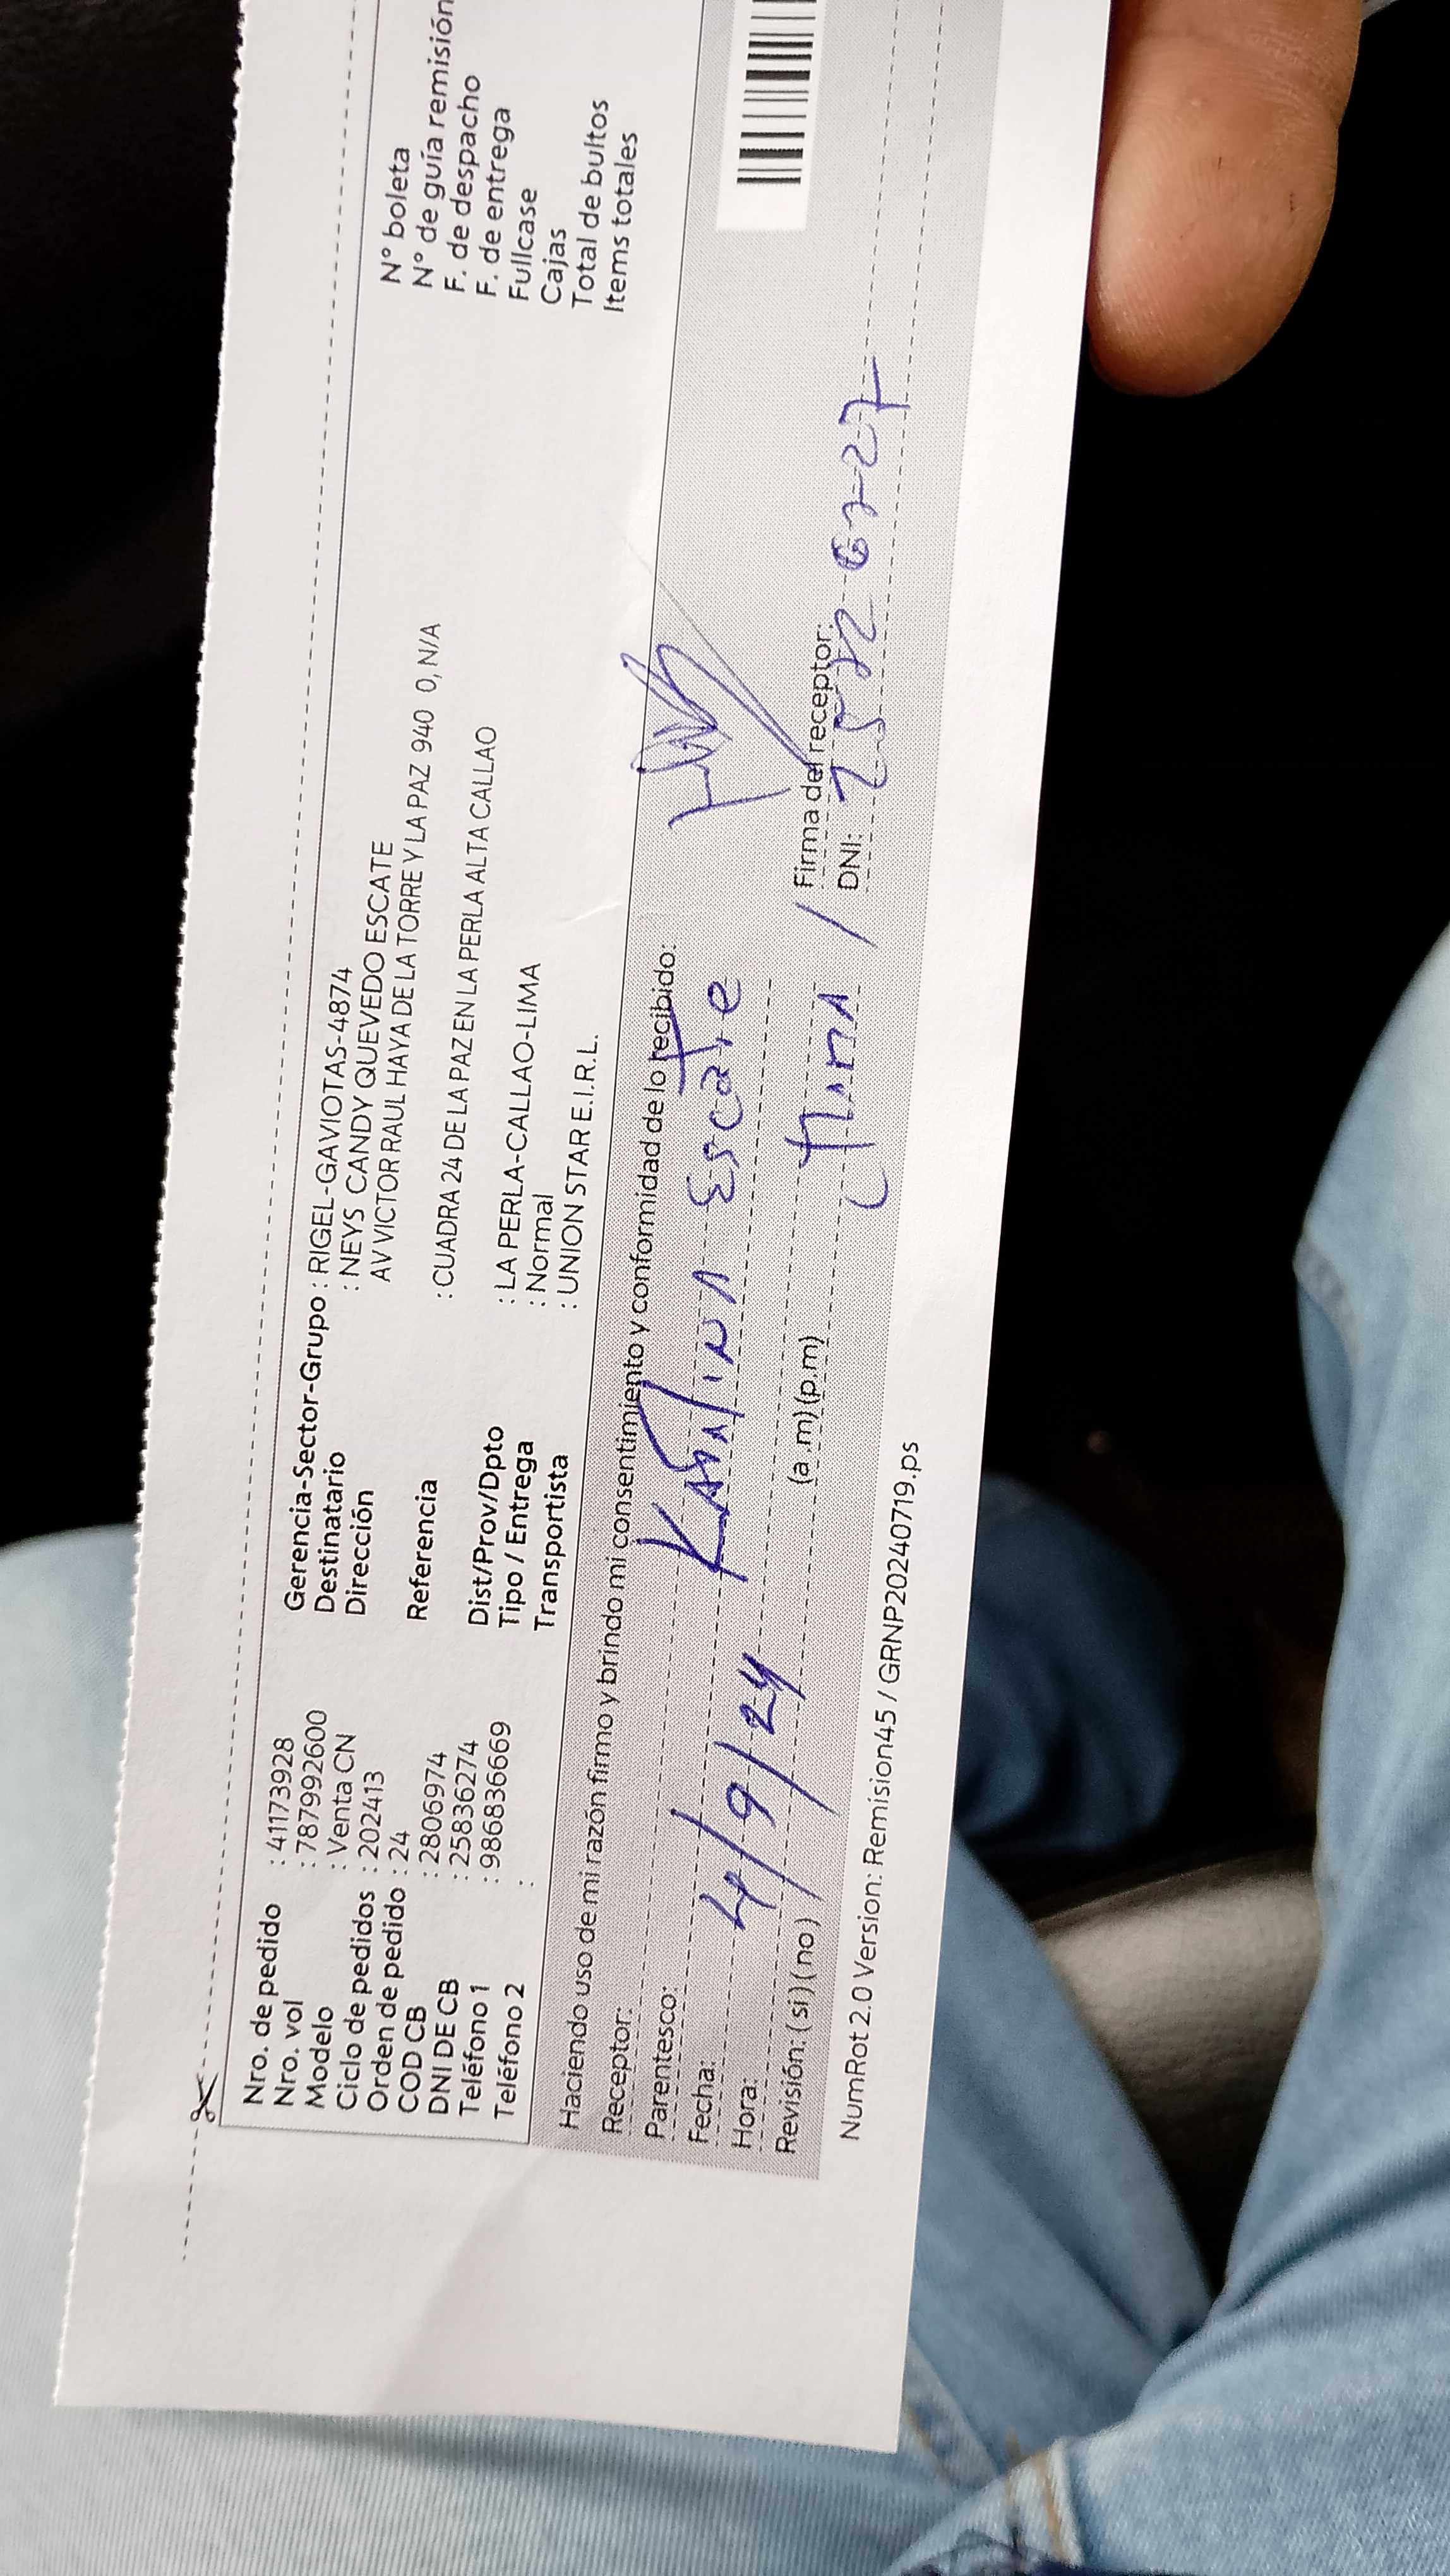 Nro. de pedido : 41173928
Nro. vol : 787992600
Modelo : Venta CN
Ciclo de pedidos : 202413
Orden de pedido : 24
COD CB : 2806974
DNI DE CB : 25836274
Teléfono 1 : 986836669
Teléfono 2 :
Gerencia-Sector-Grupo : RIGEL-GAVIOTAS-4874
Destinatario : NEYS CANDY QUEVEDO ESCATE
Dirección AV VICTOR RAUL HAYA DE LA TORRE Y LA PAZ 940 0, N/A
Referencia : CUADRA 24 DE LA PAZ EN LA PERLA ALTA CALLAO
Dist/Prov/Dpto : LA PERLA-CALLAO-LIMA
Tipo / Entrega : Normal
Transportista : UNION STAR E.I.R.L.
N° boleta
N° de guía remisión
F. de despacho
F. de entrega
Fullcase
Cajas
Total de bultos
Items totales
Haciendo uso de mi razón firmo y brindo mi consentimiento y conformidad de lo recibido:
Receptor:
Parentesco:
Fecha: 4/9/24 Escate
Hora:
Revisión: (si) (no) (a .m) (p.m)
Firma del receptor:
DNI:
NumRot 2.0 Version: Remision45 / GRNP20240719.ps